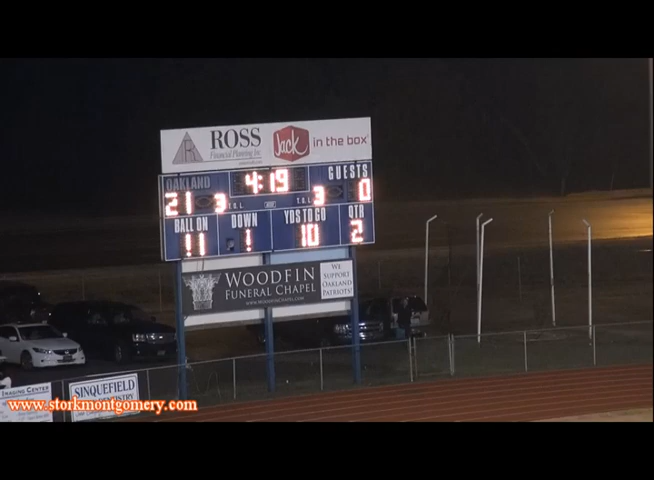 ROSS
Financial Planning Inc
Jack in the box
OAKLAND 4:19 GUESTS
21 3 T.O.L. T.O.L. 3 0
BALL ON DOWN YDS TO GO QTR
11 1 10 2
WOODFIN
FUNERAL CHAPEL
WE
SUPPORT
OAKLAND
PATRIOTS!
IMAGING CENTER
SINQUEFIELD
www.storkmontgomery.com